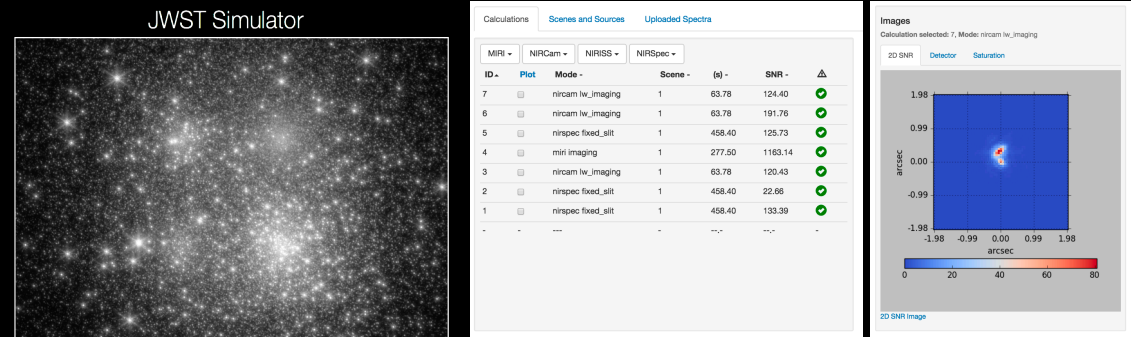 JWST Simulator
Calculations Scenes and Sources Uploaded Spectra
MIRI NIRCam NIRISS NIRSpec
ID Plot Mode - Scene - (s) - SNR -
7 nircam lw_imaging 1 63.78 124.40
6 nircam lw_imaging 1 63.78 191.76
5 nirspec fixed_slit 1 458.40 125.73
4 miri imaging 1 277.50 1163.14
3 nircam lw_imaging 1 63.78 120.43
2 nirspec fixed_slit 1 458.40 22.66
1 nirspec fixed_slit 1 458.40 133.39
- - --- - --.- --.- -
Images
Calculation selected: 7, Mode: nircam lw_imaging
2D SNR Detector Saturation
1.98
0.99
0.00
-0.99
-1.98
arcsec
-1.98 -0.99 0.00 0.99 1.98
arcsec
0 20 40 60 80
2D SNR Image